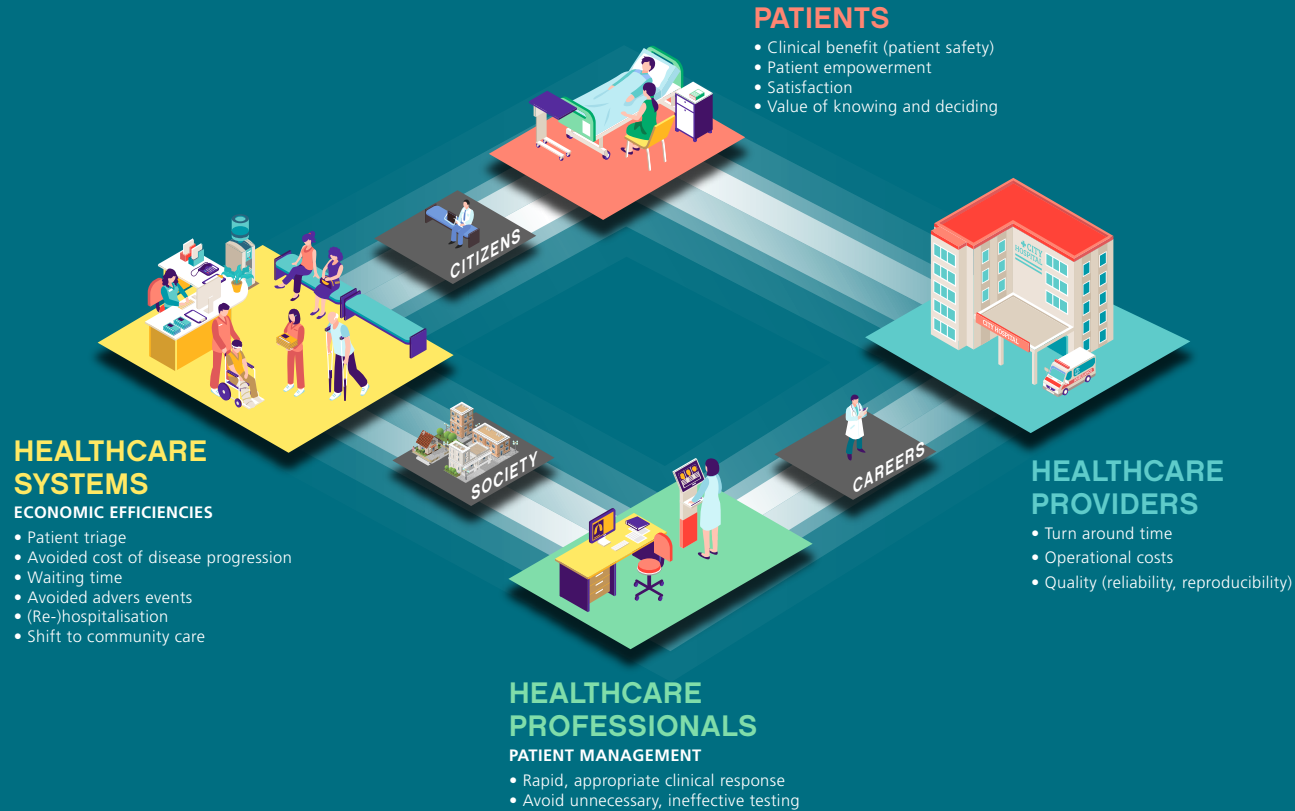 PATIENTS
• Clinical benefit (patient safety)
• Patient empowerment
• Satisfaction
• Value of knowing and deciding
CITIZENS
CITY
HOSPITAL
CITY HOSPITAL
HEALTHCARE
SYSTEMS
ECONOMIC EFFICIENCIES
• Patient triage
• Avoided cost of disease progression
• Waiting time
• Avoided advers events
• (Re-)hospitalisation
• Shift to community care
SOCIETY
CAREERS
HEALTHCARE
PROVIDERS
• Turn around time
• Operational costs
• Quality (reliability, reproducibility)
HEALTHCARE
PROFESSIONALS
PATIENT MANAGEMENT
• Rapid, appropriate clinical response
• Avoid unnecessary, ineffective testing